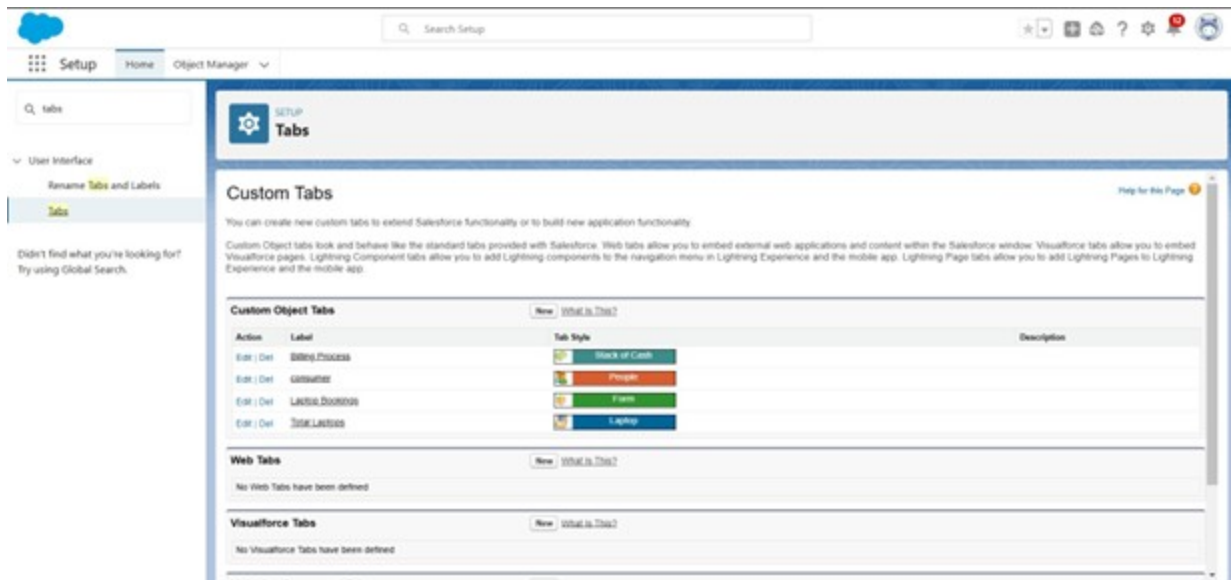 Search Setup
12
Setup
Home
Object Manager
tabs
User Interface
Rename Tabs and Labels
Tabs
Didn't find what you're looking for?
Try using Global Search.
SETUP
Tabs
Custom Tabs
Help for this Page
You can create new custom tabs to extend Salesforce functionality or to build new application functionality.
Custom Object tabs look and behave like the standard tabs provided with Salesforce. Web tabs allow you to embed external web applications and content within the Salesforce window. Visualforce tabs allow you to embed
Visualforce pages. Lightning Component tabs allow you to add Lightning components to the navigation menu in Lightning Experience and the mobile app. Lightning Page tabs allow you to add Lightning Pages to Lightning
Experience and the mobile app.
Custom Object Tabs New What Is This?
Action Label Tab Style Description
Edit | Del Billing Process Stack of Cash
Edit | Del consumer People
Edit | Del Laptop Bookings Form
Edit | Del Total Laptops Laptop
Web Tabs New What Is This?
No Web Tabs have been defined
Visualforce Tabs New What Is This?
No Visualforce Tabs have been defined